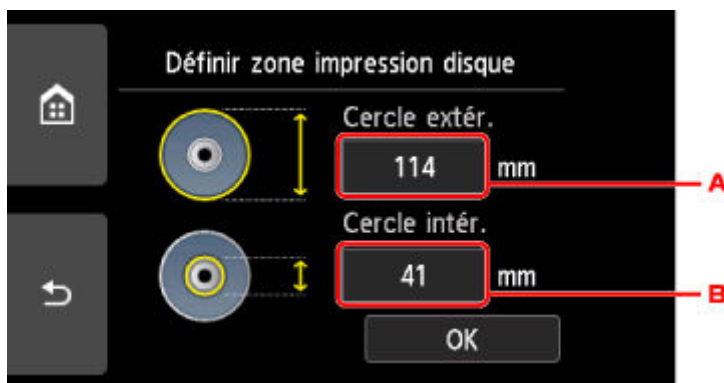 Définir zone impression disque
Cercle extér.
114 mm
A
Cercle intér.
41 mm
B
OK